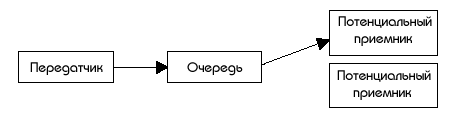 Передатчик
Очередь
Потенциальный
приемник
Потенциальный
приемник